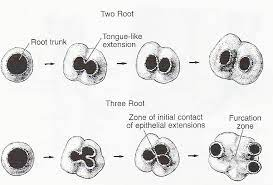 Two Root
Root trunk
Tongue-like
extension
Three Root
Zone of initial contact
of epithelial extensions
Furcation
zone